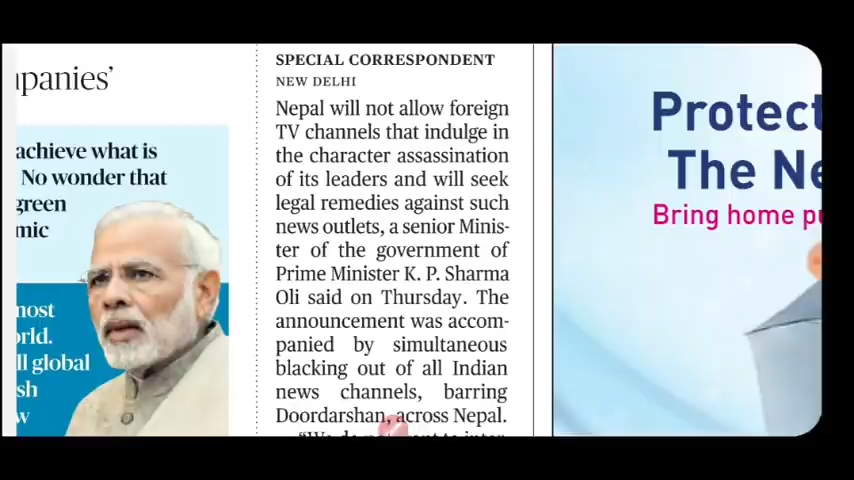 mpanies’
achieve what is
No wonder that
green
mic
most
orld.
ll global
sh
w
SPECIAL CORRESPONDENT
NEW DELHI
Nepal will not allow foreign
TV channels that indulge in
the character assassination
of its leaders and will seek
legal remedies against such
news outlets, a senior Minis-
ter of the government of
Prime Minister K. P. Sharma
Oli said on Thursday. The
announcement was accom-
panied by simultaneous
blacking out of all Indian
news channels, barring
Doordarshan, across Nepal.
Protect
The Ne
Bring home pu